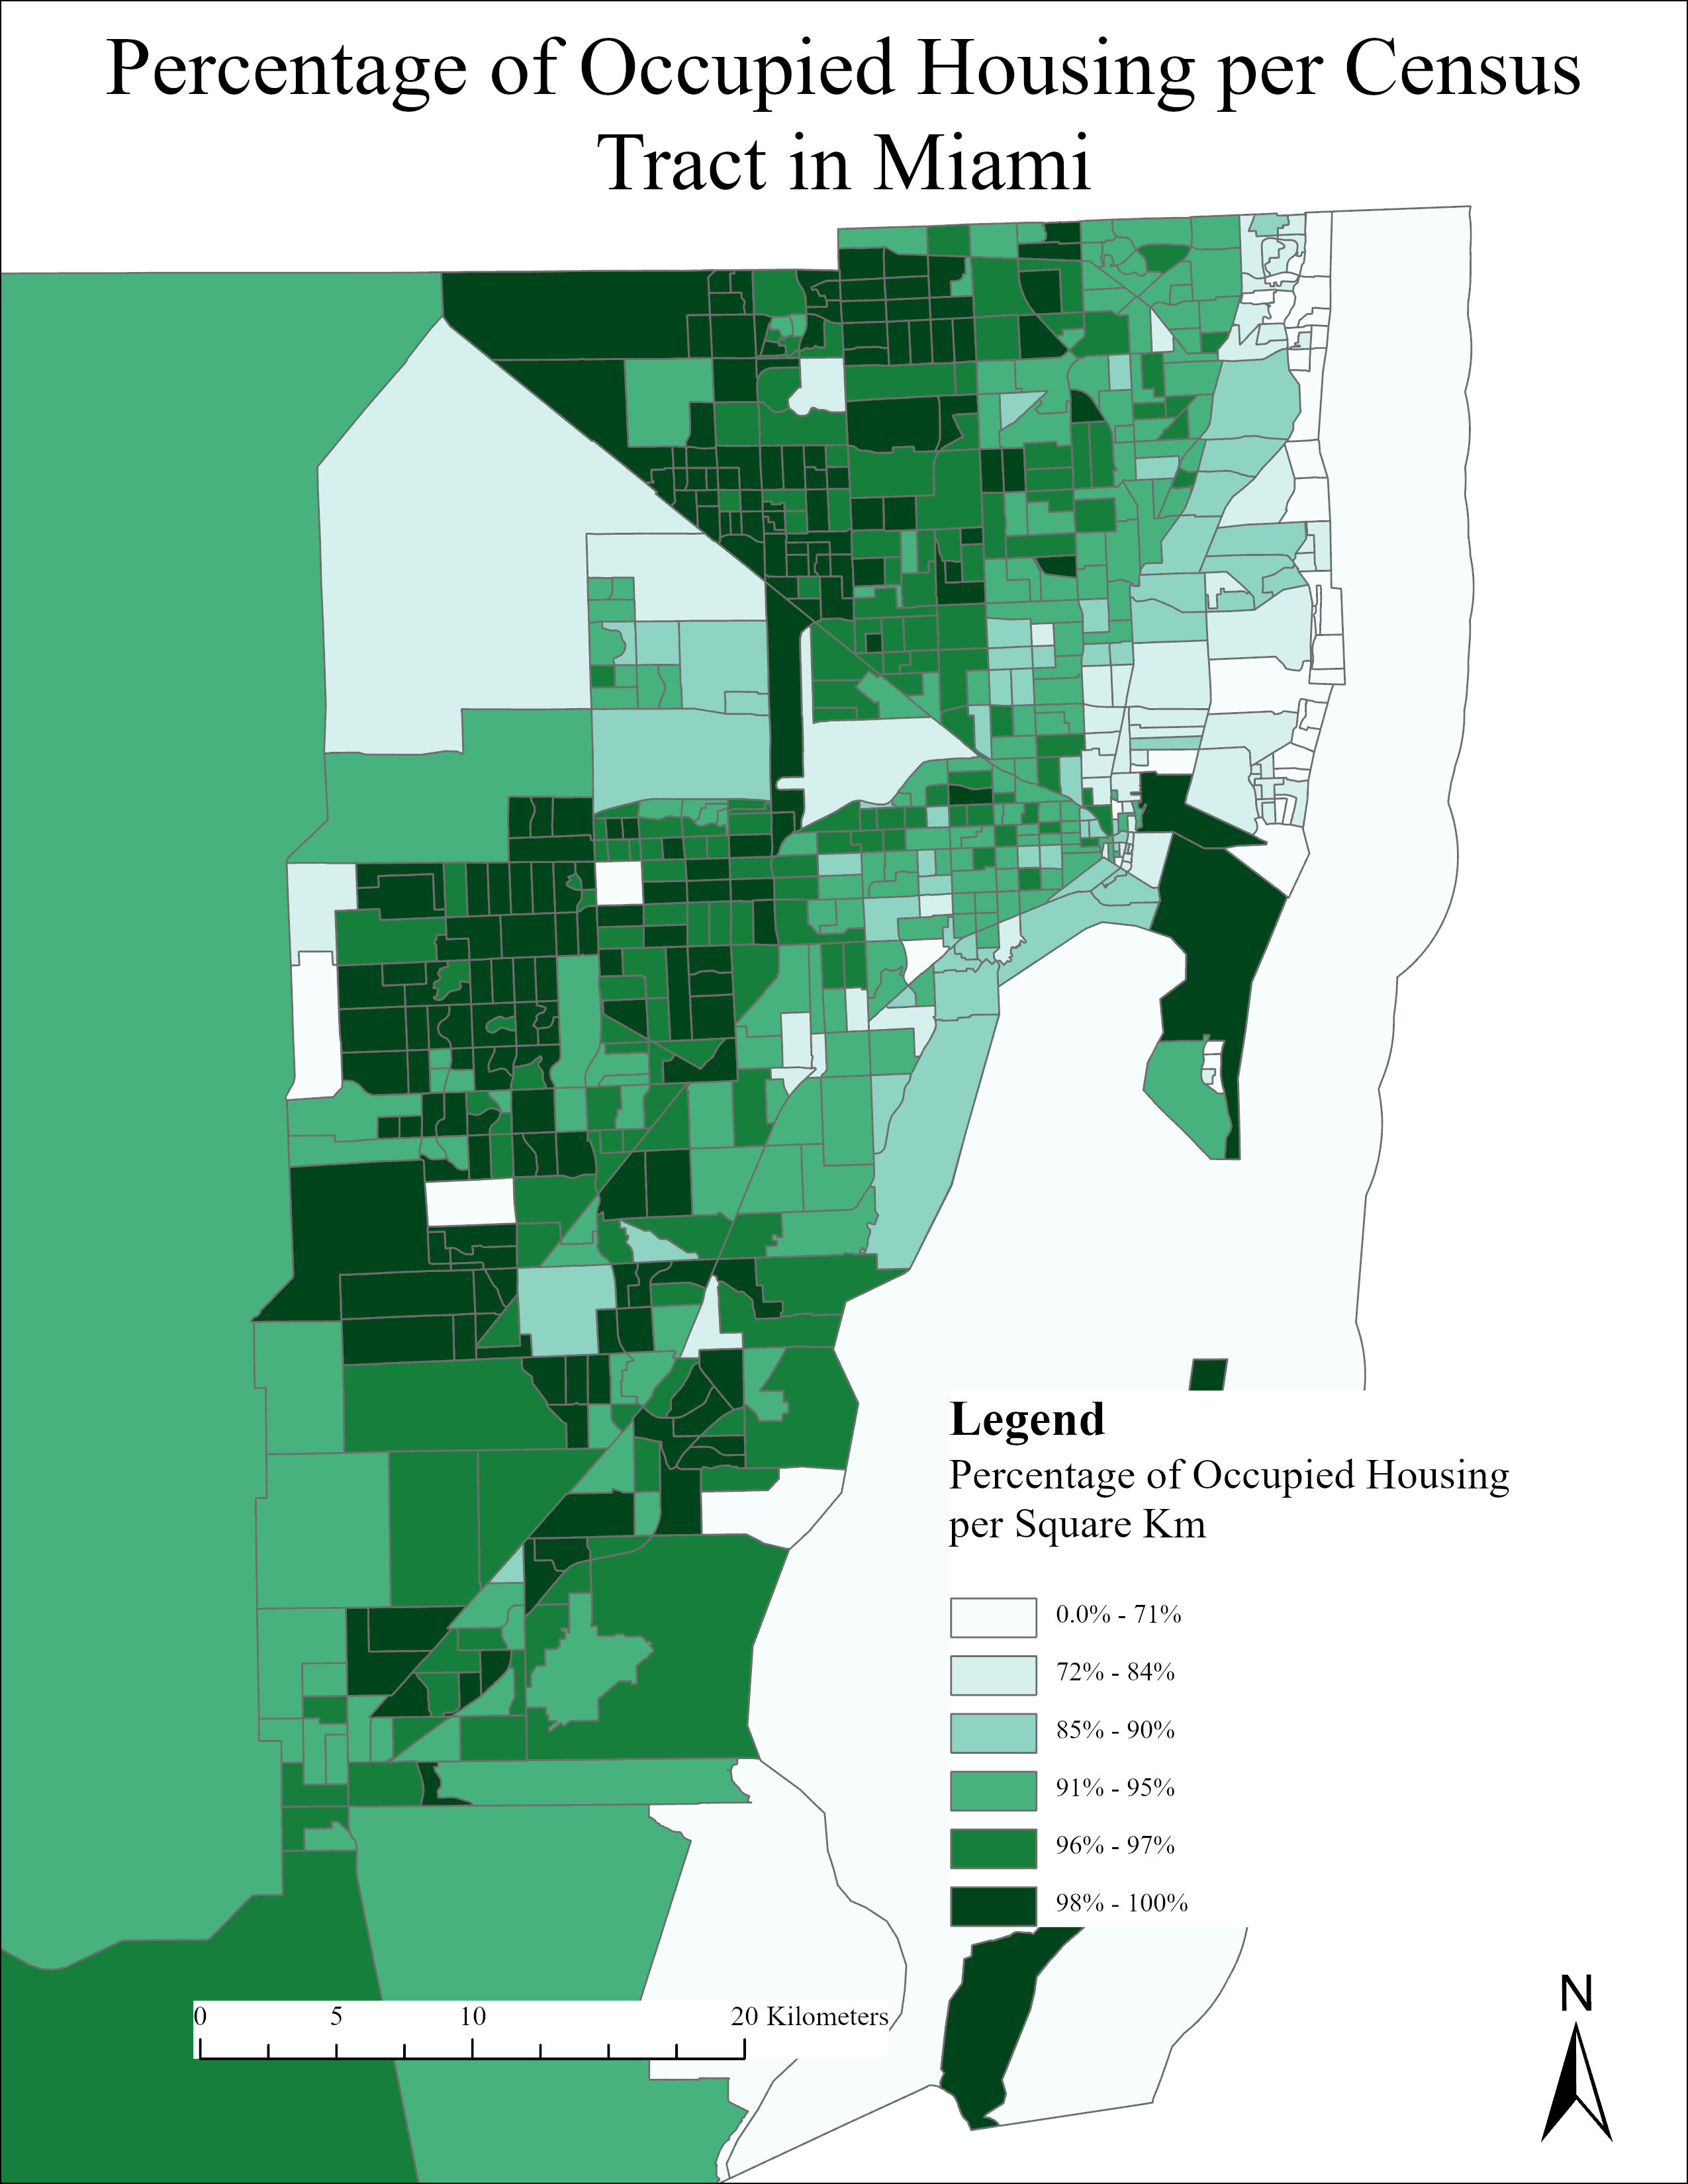 Percentage of Occupied Housing per Census
Tract in Miami
Legend
Percentage of Occupied Housing
per Square Km
0.0% - 71%
72% - 84%
85% - 90%
91% - 95%
96% - 97%
98% - 100%
N
0 5 10 20 Kilometers